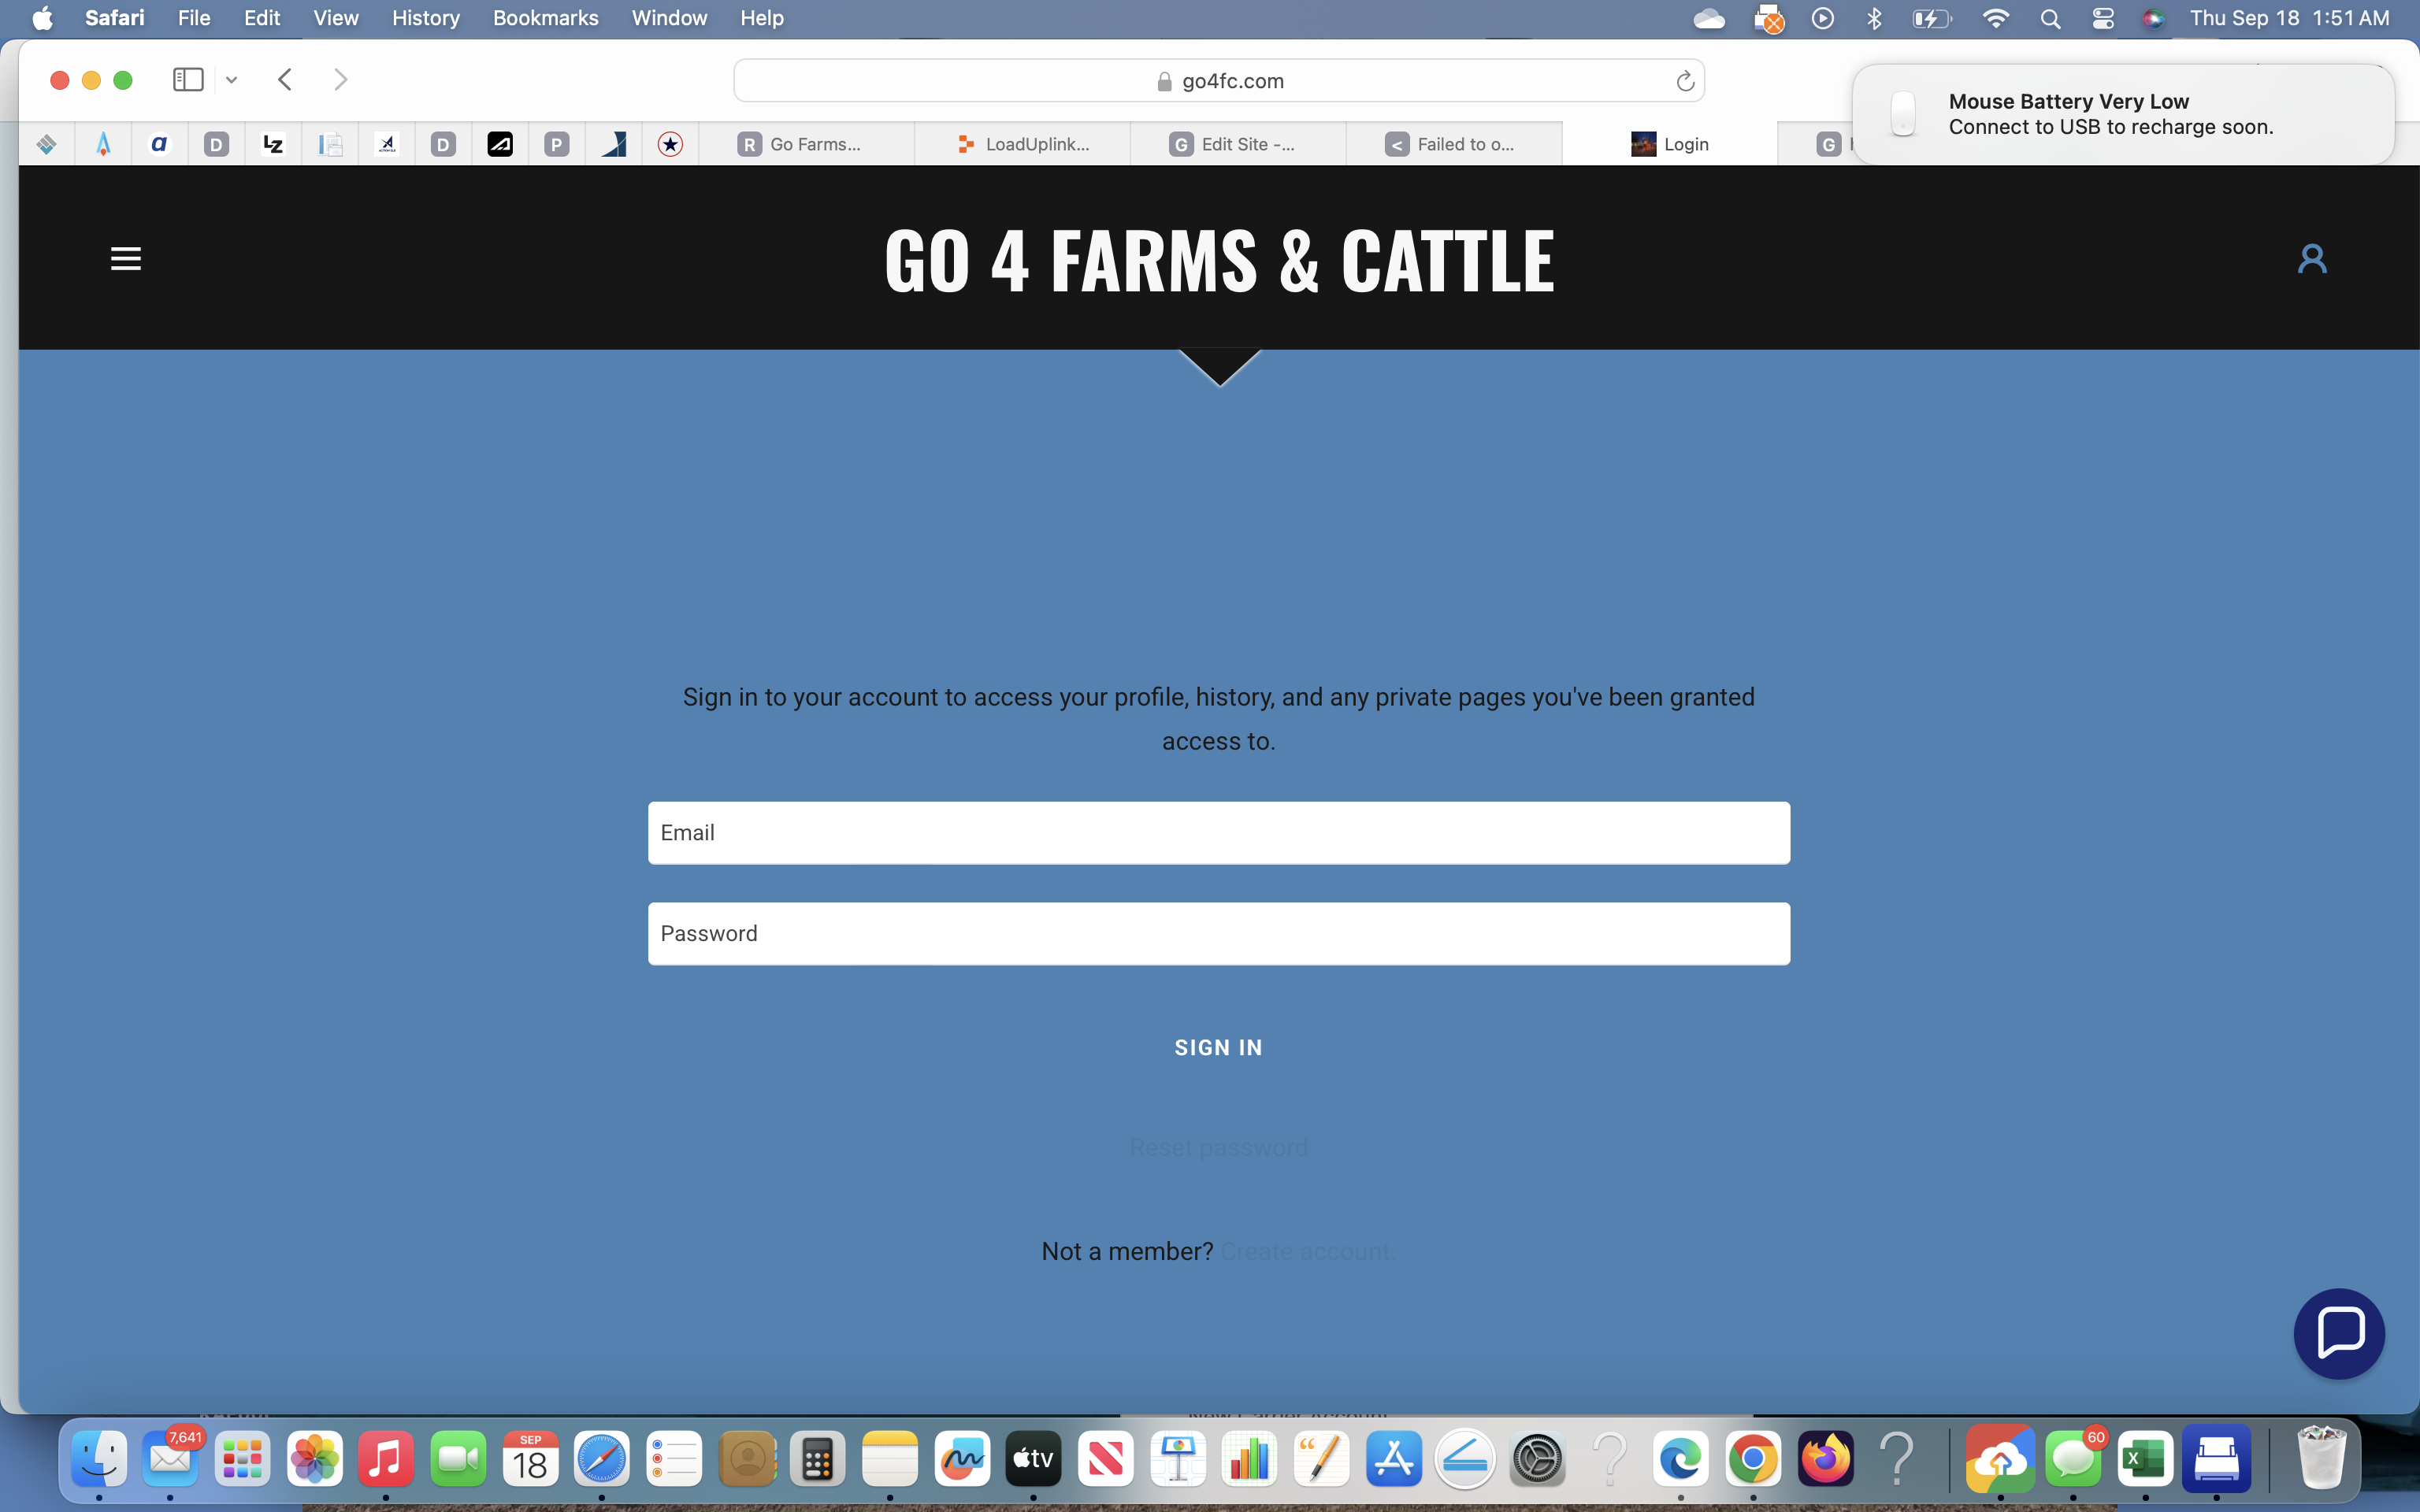 Safari File Edit View History Bookmarks Window Help Thu Sep 18 1:51 AM
go4fc.com
Mouse Battery Very Low
Connect to USB to recharge soon.
a D LZ D P R Go Farms... LoadUplink... G Edit Site -... < Failed to o... Login G
GO 4 FARMS & CATTLE
Sign in to your account to access your profile, history, and any private pages you've been granted
access to.
Email
Password
SIGN IN
Reset password
Not a member? Create account.
7,641
SEP
18
tv
X
60